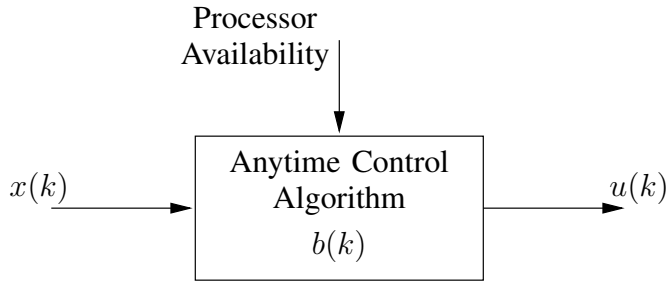 Processor
Availability
Anytime Control
Algorithm
x(k)
u(k)
b(k)